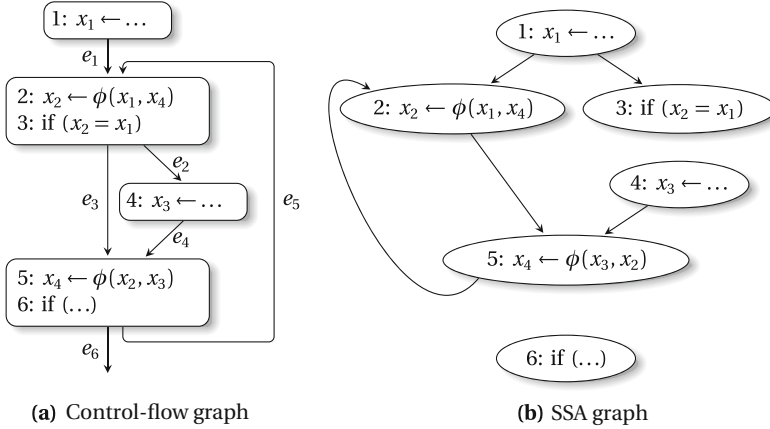 1: x₁ ← ...
e₁
2: x₂ ← ϕ(x₁, x₄)
3: if (x₂ = x₁)
e₂
e₃
4: x₃ ← ...
e₅
e₄
5: x₄ ← ϕ(x₂, x₃)
6: if (...)
e₆
(a) Control-flow graph
1: x₁ ← ...
2: x₂ ← ϕ(x₁, x₄)
3: if (x₂ = x₁)
4: x₃ ← ...
5: x₄ ← ϕ(x₃, x₂)
6: if (...)
(b) SSA graph